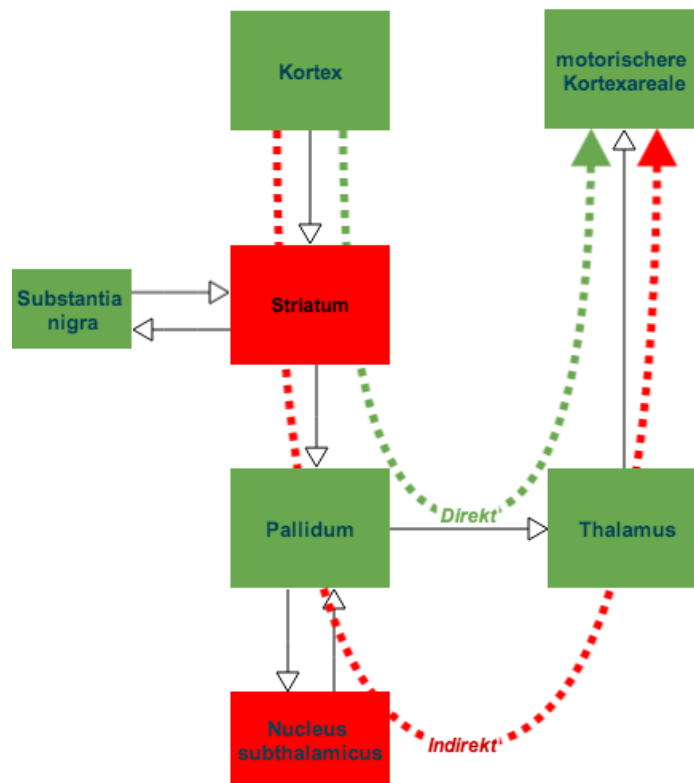 Kortex
motorischere
Kortexareale
Substantia
nigra
Striatum
Direkt
Pallidum
Thalamus
Nucleus
subthalamicus
Indirekt